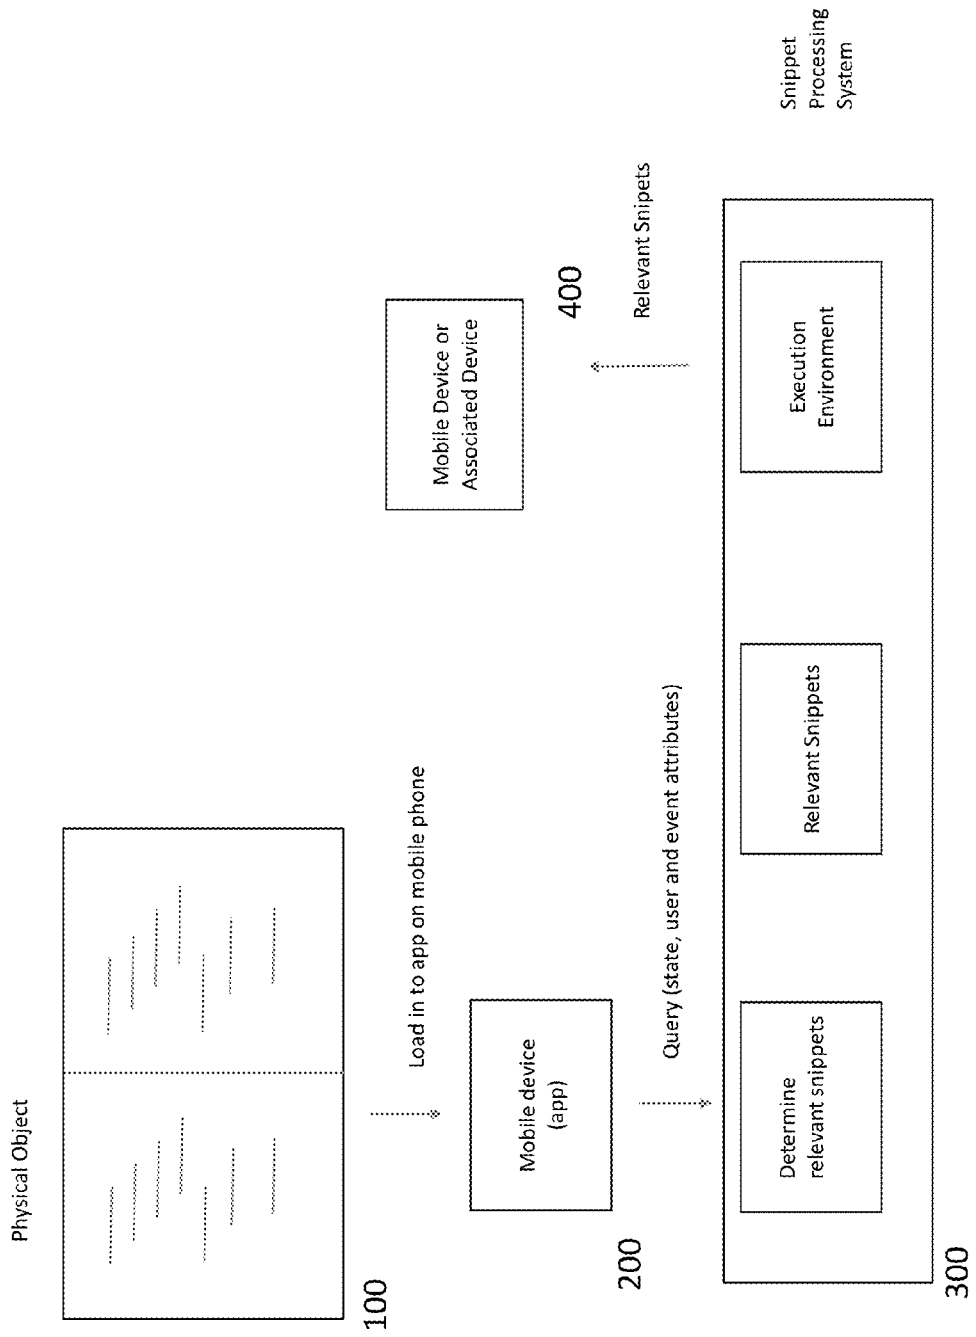 Physical Object
100
Load in to app on mobile phone
Mobile device
(app)
200
Query (state, user and event attributes)
Determine
relevant snippets
Relevant Snippets
Execution
Environment
300
Snippet
Processing
System
Relevant Snipets
Mobile Device or
Associated Device
400